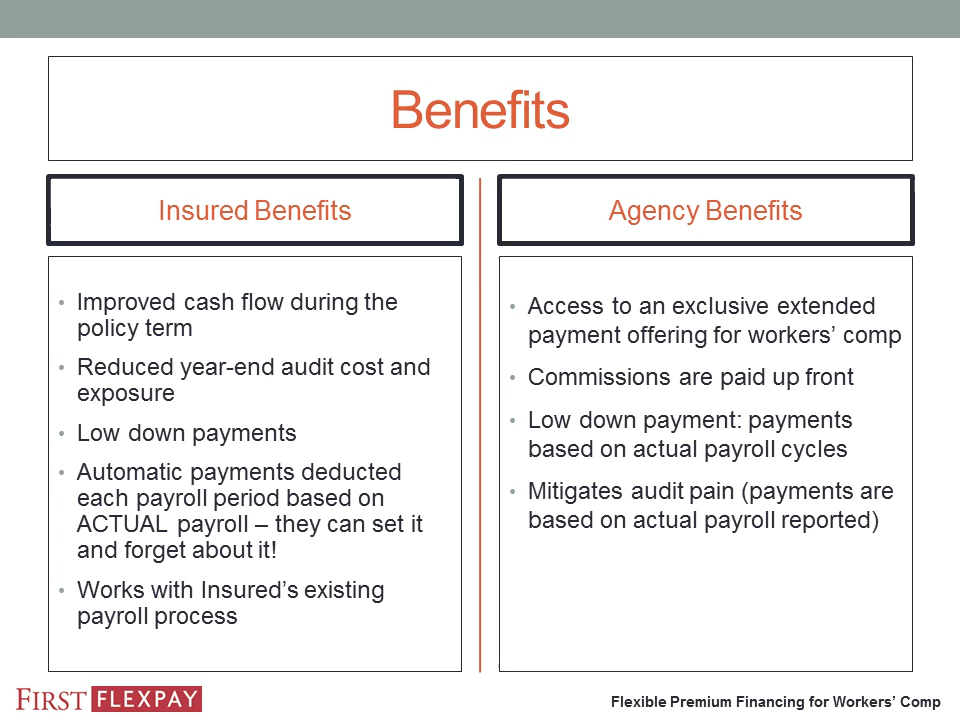 Benefits
Insured Benefits
• Improved cash flow during the
policy term
• Reduced year-end audit cost and
exposure
• Low down payments
• Automatic payments deducted
each payroll period based on
ACTUAL payroll – they can set it
and forget about it!
• Works with Insured’s existing
payroll process
Agency Benefits
• Access to an exclusive extended
payment offering for workers’ comp
• Commissions are paid up front
• Low down payment: payments
based on actual payroll cycles
• Mitigates audit pain (payments are
based on actual payroll reported)
FIRST FLEXPAY
Flexible Premium Financing for Workers’ Comp